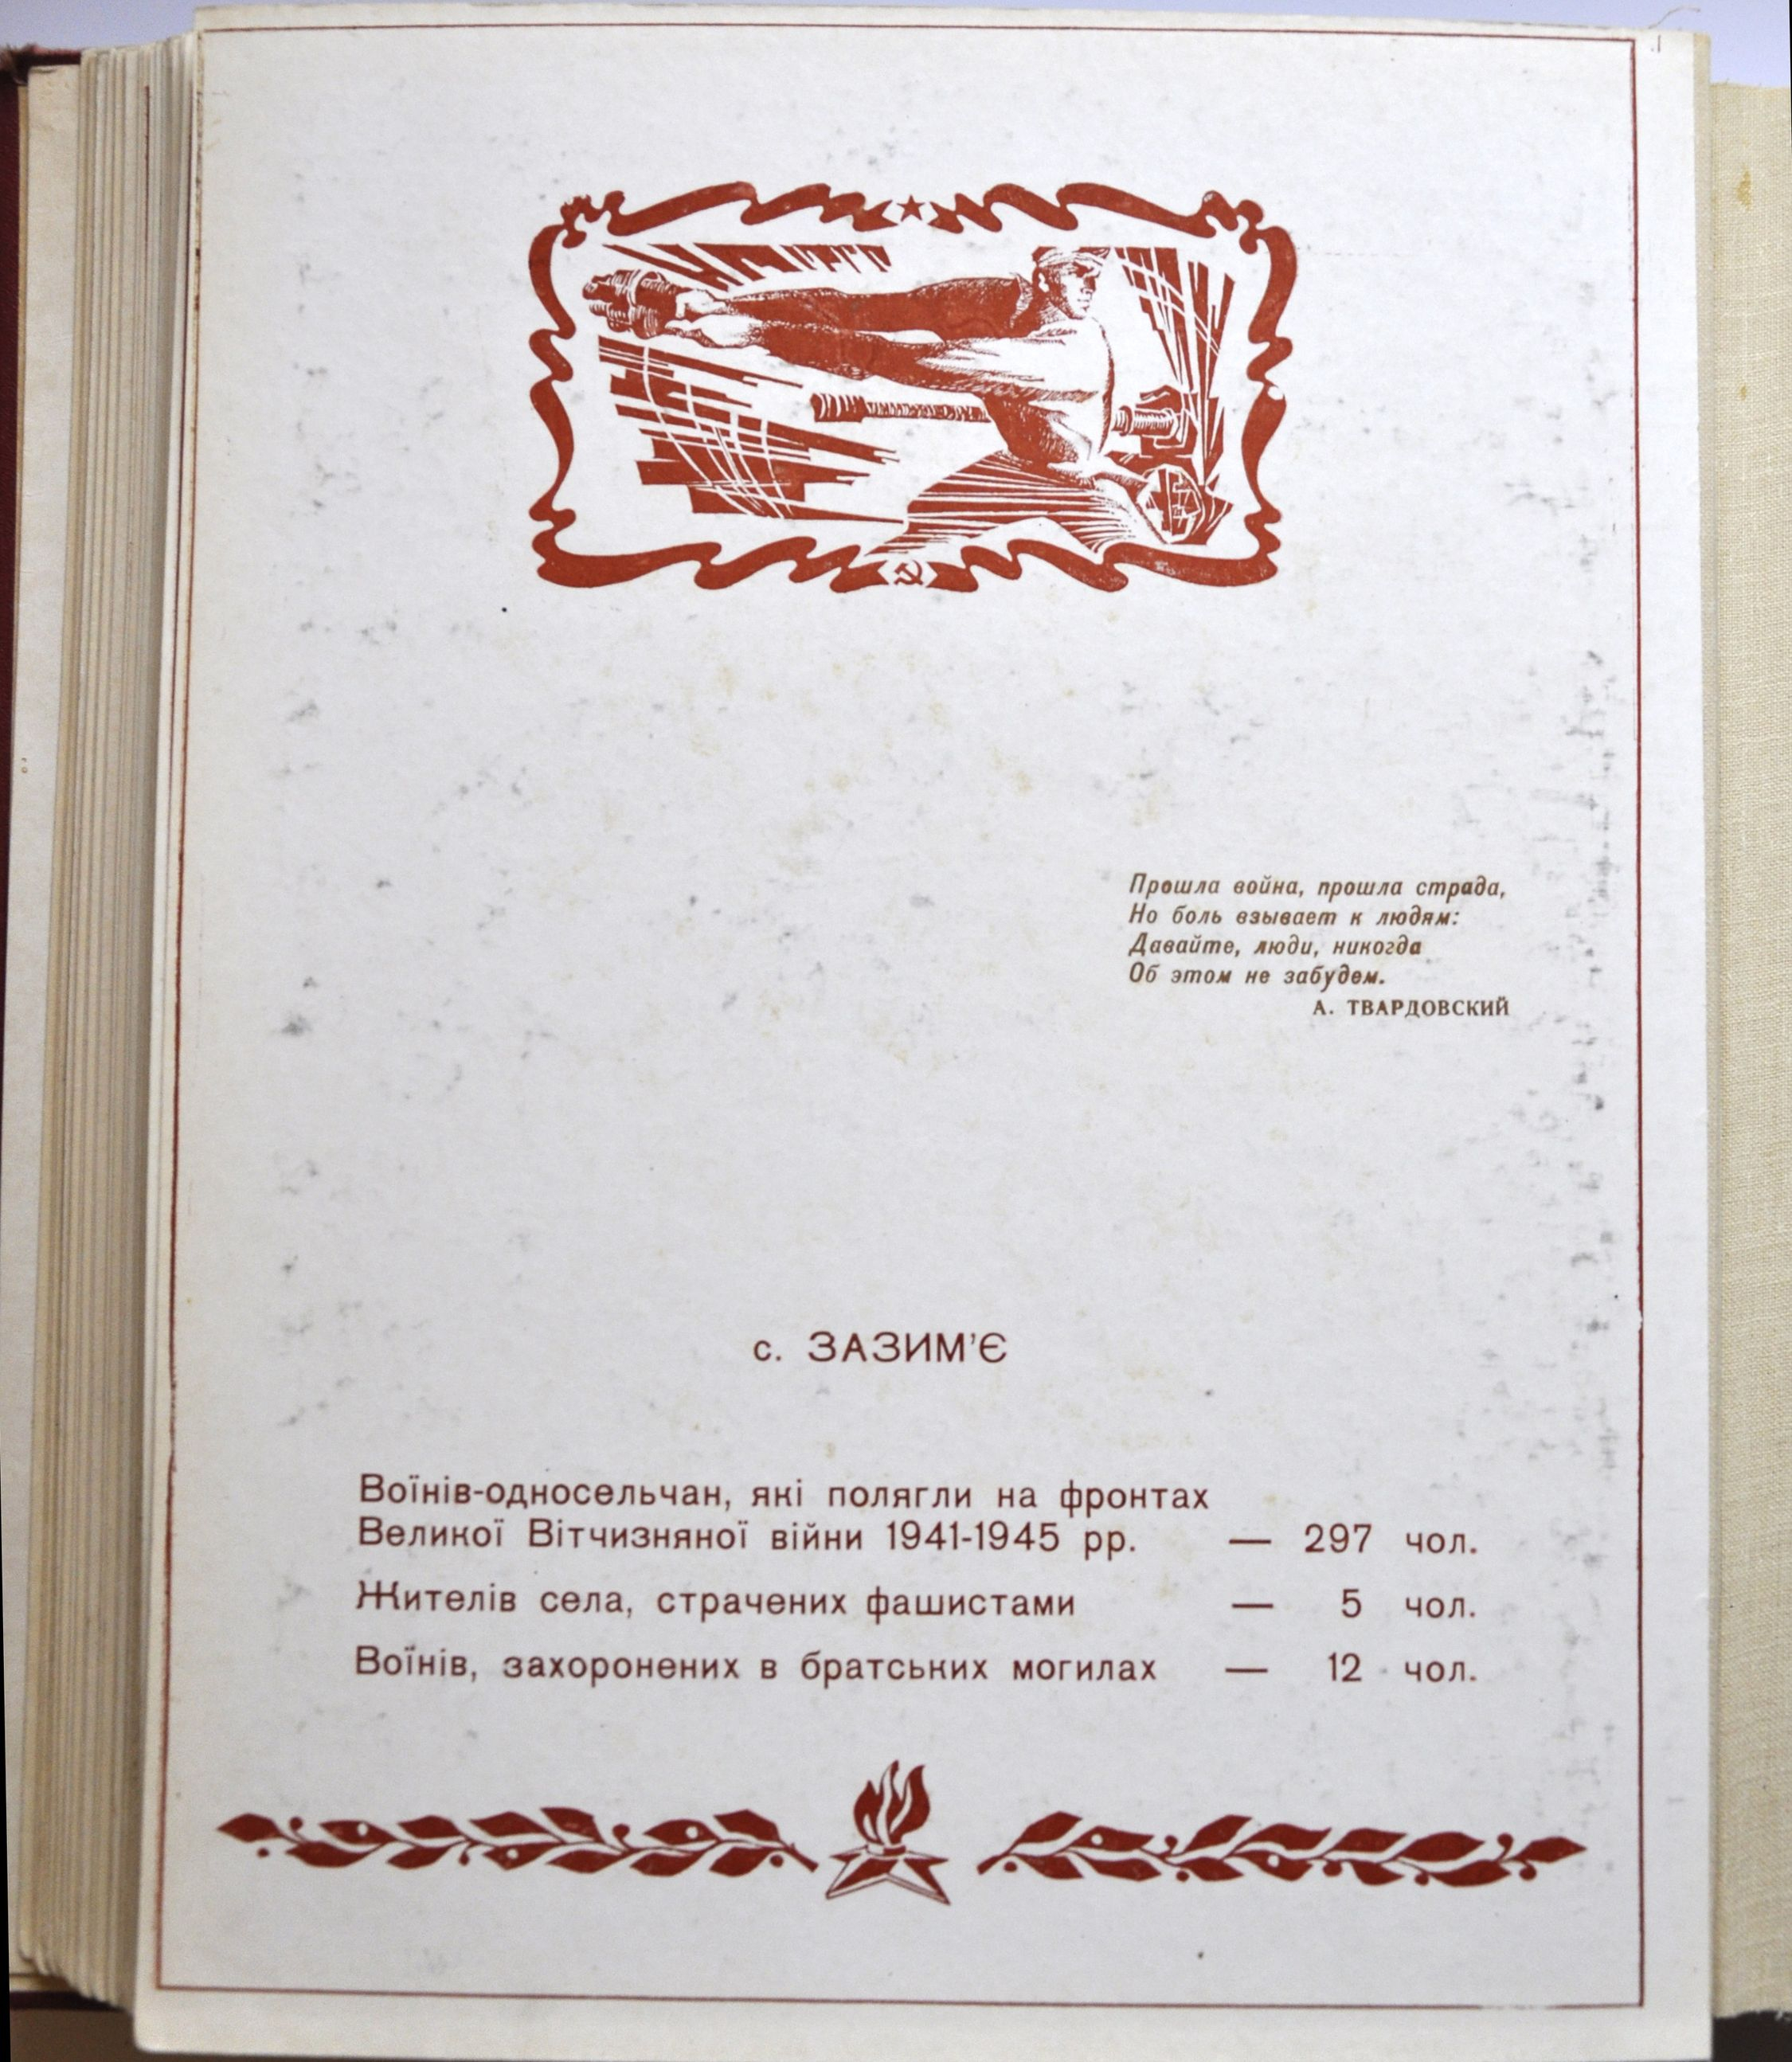 Прошла война, прошла страда,
Но боль взывает к людям:
Давайте, люди, никогда
Об этом не забудем.
А. ТВАРДОВСКИЙ
с. ЗАЗИМ'Є
Воїнів-односельчан, які полягли на фронтах
Великої Вітчизняної війни 1941-1945 рр. — 297 чол.
Жителів села, страчених фашистами — 5 чол.
Воїнів, захоронених в братських могилах — 12 чол.